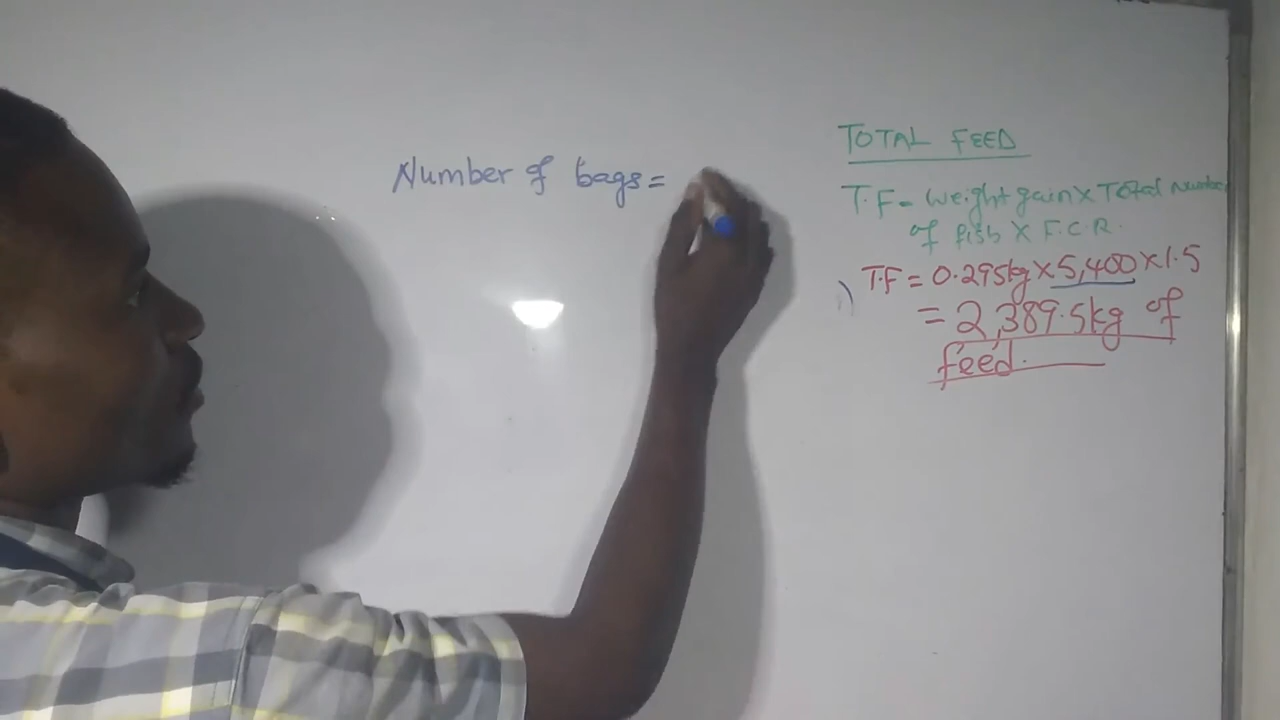 Number of bags =
TOTAL FEED
T.F = Weight gain X Total Number
of fish X F.C.R.
T.F = 0.295kg X 5,400 X 1.5
= 2,389.5kg of
feed.